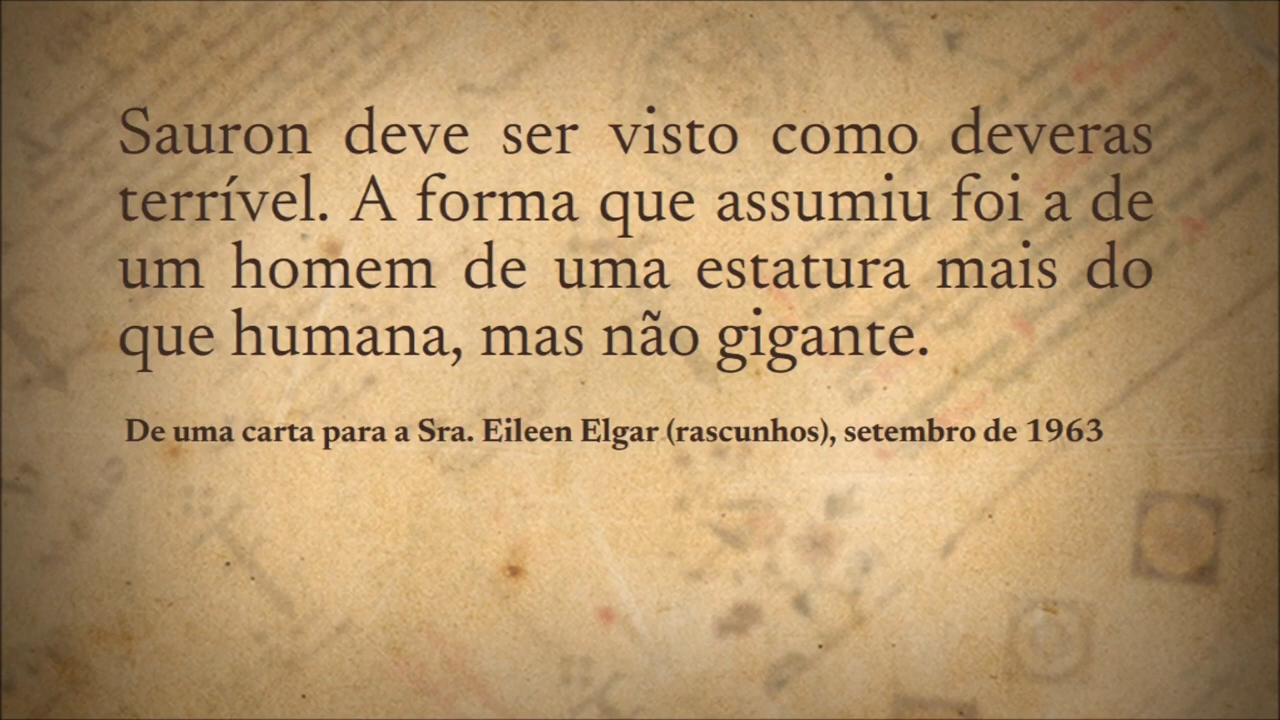 Sauron deve ser visto como deveras
terrível. A forma que assumiu foi a de
um homem de uma estatura mais do
que humana, mas não gigante.
De uma carta para a Sra. Eileen Elgar (rascunhos), setembro de 1963